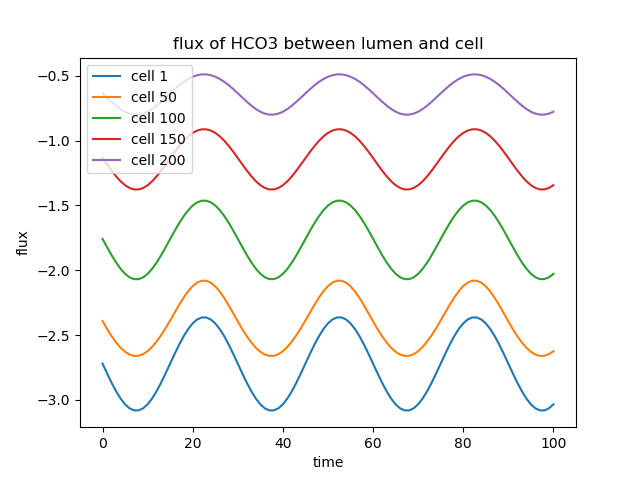 flux of HCO3 between lumen and cell
cell 1
cell 50
cell 100
cell 150
cell 200
−0.5
−1.0
−1.5
−2.0
−2.5
−3.0
flux
0 20 40 60 80 100
time